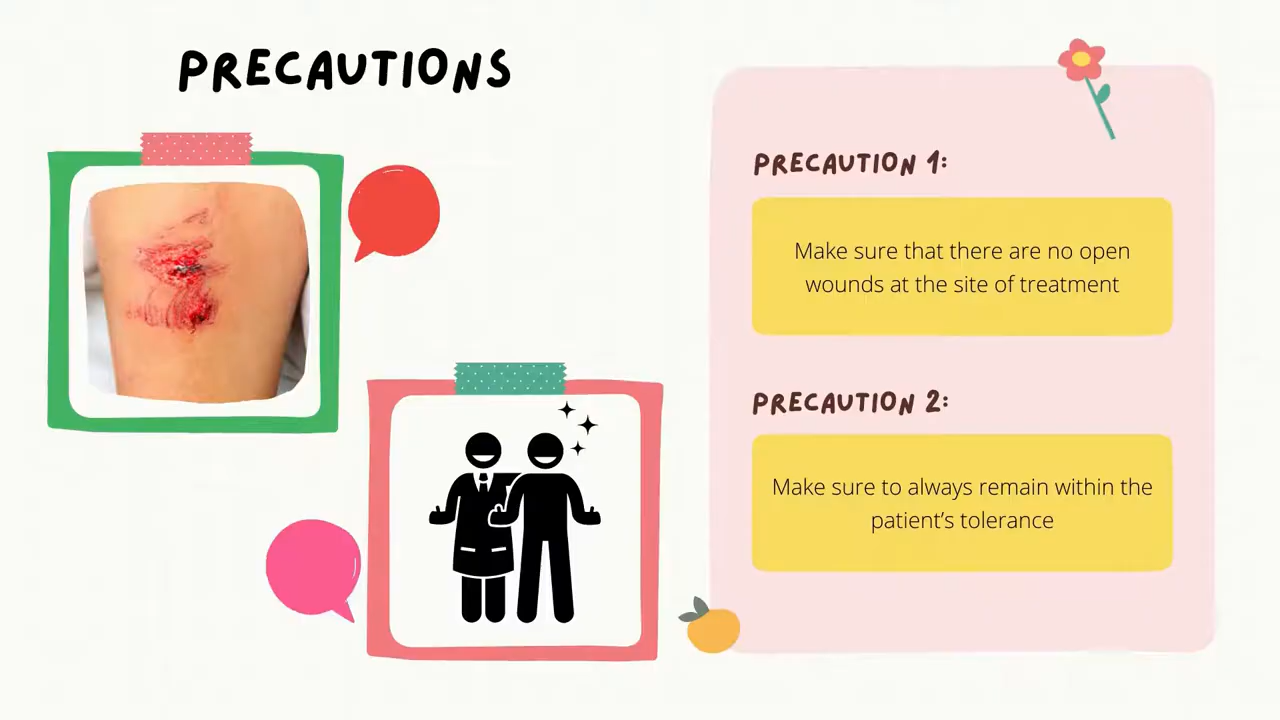 PRECAUTIONS
PRECAUTION 1:
Make sure that there are no open
wounds at the site of treatment
PRECAUTION 2:
Make sure to always remain within the
patient's tolerance